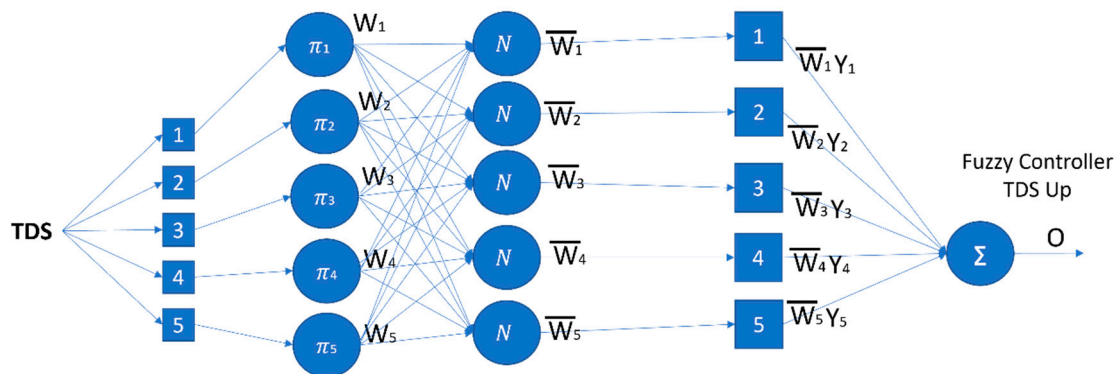 TDS
1
2
3
4
5
π1
π2
π3
π4
π5
W1
W2
W3
W4
W5
N
N
N
N
N
W̅1
W̅2
W̅3
W̅4
W̅5
1
2
3
4
5
W̅1Y1
W̅2Y2
W̅3Y3
W̅4Y4
W̅5Y5
Fuzzy Controller
TDS Up
Σ
O